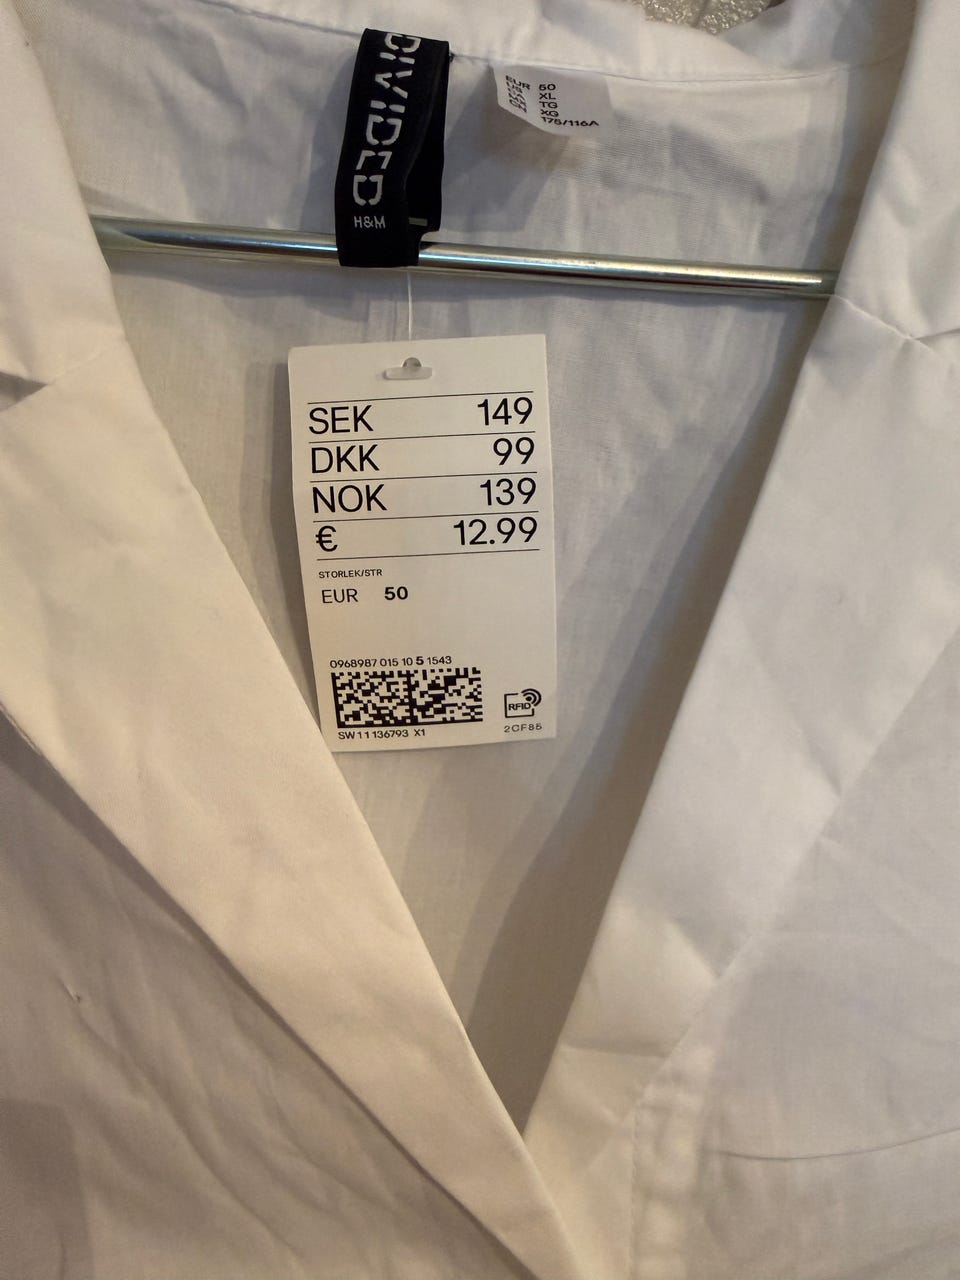 DIVIDED
H&M
EUR 50
XL
TG
XG
175/116A
SEK 149
DKK 99
NOK 139
€ 12.99
STORLEK/STR
EUR 50
0968987 015 10 5 1543
RFID
SW11136793 X1
2CF85